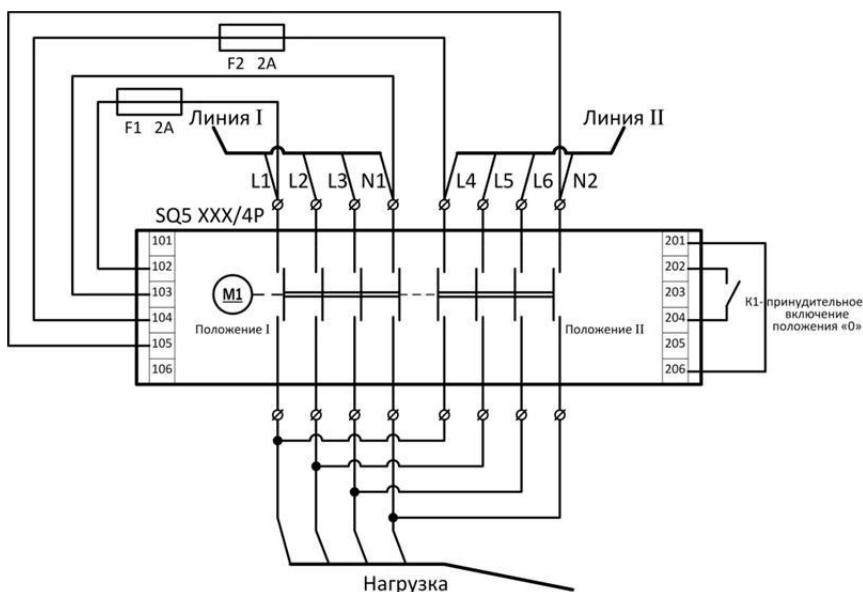 F2 2A
F1 2A
Линия I
Линия II
L1 L2 L3 N1 L4 L5 L6 N2
SQ5 XXX/4P
101
102
103
104
105
106
M1
Положение I
Положение II
201
202
203
204
205
206
К1- принудительное
включение
положения «0»
Нагрузка